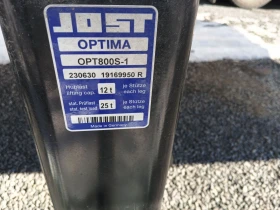 JOST
OPTIMA
OPT800S-1
230630 19169950 R
Hublast
lifting cap. 12 t je Stütze
each leg
stat. Prüflast
stat. test load 25 t je Stütze
each leg
Made in Germany